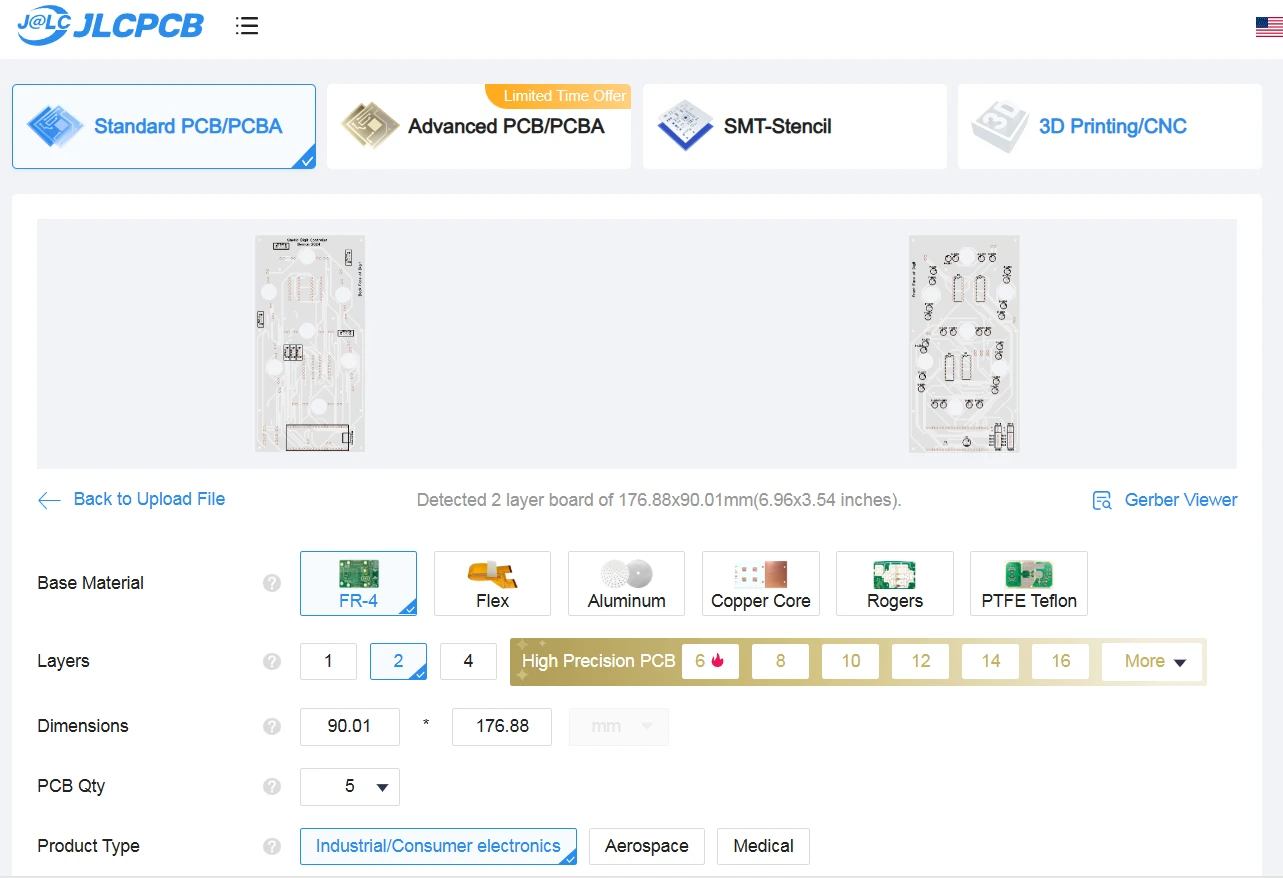 J@LC JLCPCB
Limited Time Offer
Standard PCB/PCBA
Advanced PCB/PCBA
SMT-Stencil
3D Printing/CNC
Back to Upload File
Detected 2 layer board of 176.88x90.01mm(6.96x3.54 inches).
Gerber Viewer
Base Material
?
FR-4
Flex
Aluminum
Copper Core
Rogers
PTFE Teflon
Layers
?
1
2
4
High Precision PCB
6
8
10
12
14
16
More
Dimensions
?
90.01
*
176.88
mm
PCB Qty
?
5
Product Type
?
Industrial/Consumer electronics
Aerospace
Medical